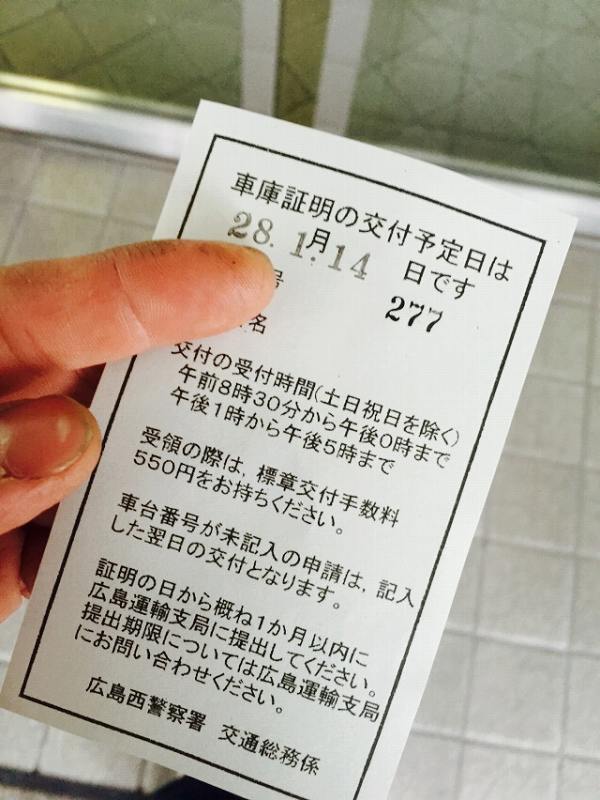 車庫証明の交付予定日は
28.1月.14 日です
号 277
名
交付の受付時間(土日祝日を除く)
午前8時30分から午後0時まで
午後1時から午後5時まで
受領の際は,標章交付手数料
550円をお持ちください。
車台番号が未記入の申請は,記入
した翌日の交付となります。
証明の日から概ね1か月以内に
広島運輸支局に提出してください。
提出期限については広島運輸支局
にお問い合わせください。
広島西警察署 交通総務係